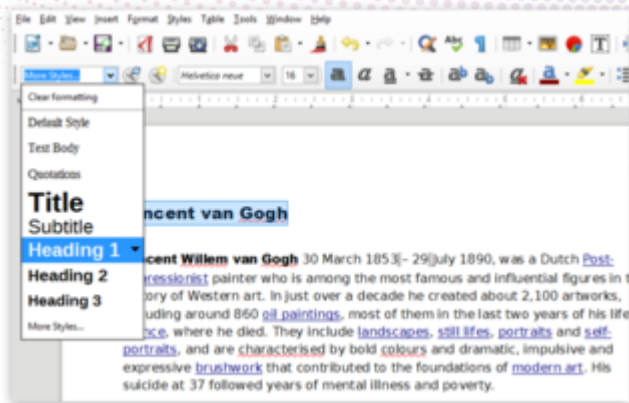 File Edit View Insert Format Styles Table Tools Window Help
More Styles... Helvetica neue 16 a a a a ab ab a a
Clear formatting
Default Style
Text Body
Quotations
Title
Subtitle
Heading 1
Heading 2
Heading 3
More Styles...
ncent van Gogh
cent Willem van Gogh 30 March 1853 – 29 July 1890, was a Dutch Post-
ressionist painter who is among the most famous and influential figures in t
tory of Western art. In just over a decade he created about 2,100 artworks,
uding around 860 oil paintings, most of them in the last two years of his life
nce, where he died. They include landscapes, still lifes, portraits and self-
portraits, and are characterised by bold colours and dramatic, impulsive and
expressive brushwork that contributed to the foundations of modern art. His
suicide at 37 followed years of mental illness and poverty.